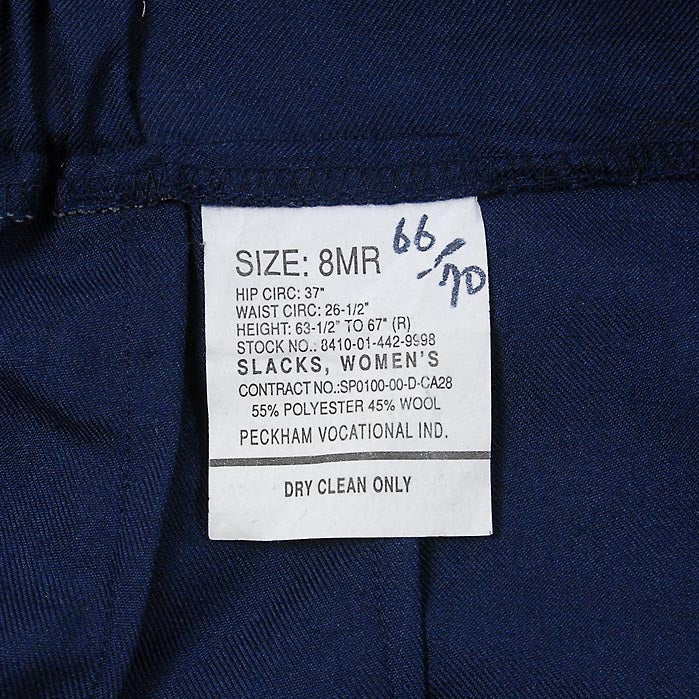 SIZE: 8MR 66/70
HIP CIRC: 37"
WAIST CIRC: 26-1/2"
HEIGHT: 63-1/2" TO 67" (R)
STOCK NO.: 8410-01-442-9998
SLACKS, WOMEN'S
CONTRACT NO.:SP0100-00-D-CA28
55% POLYESTER 45% WOOL
PECKHAM VOCATIONAL IND.
DRY CLEAN ONLY